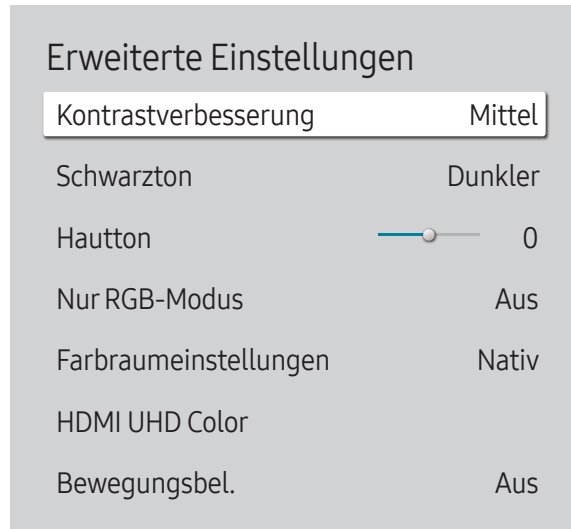 Erweiterte Einstellungen
Kontrastverbesserung Mittel
Schwarzton Dunkler
Hautton 0
Nur RGB-Modus Aus
Farbraumeinstellungen Nativ
HDMI UHD Color
Bewegungsbel. Aus